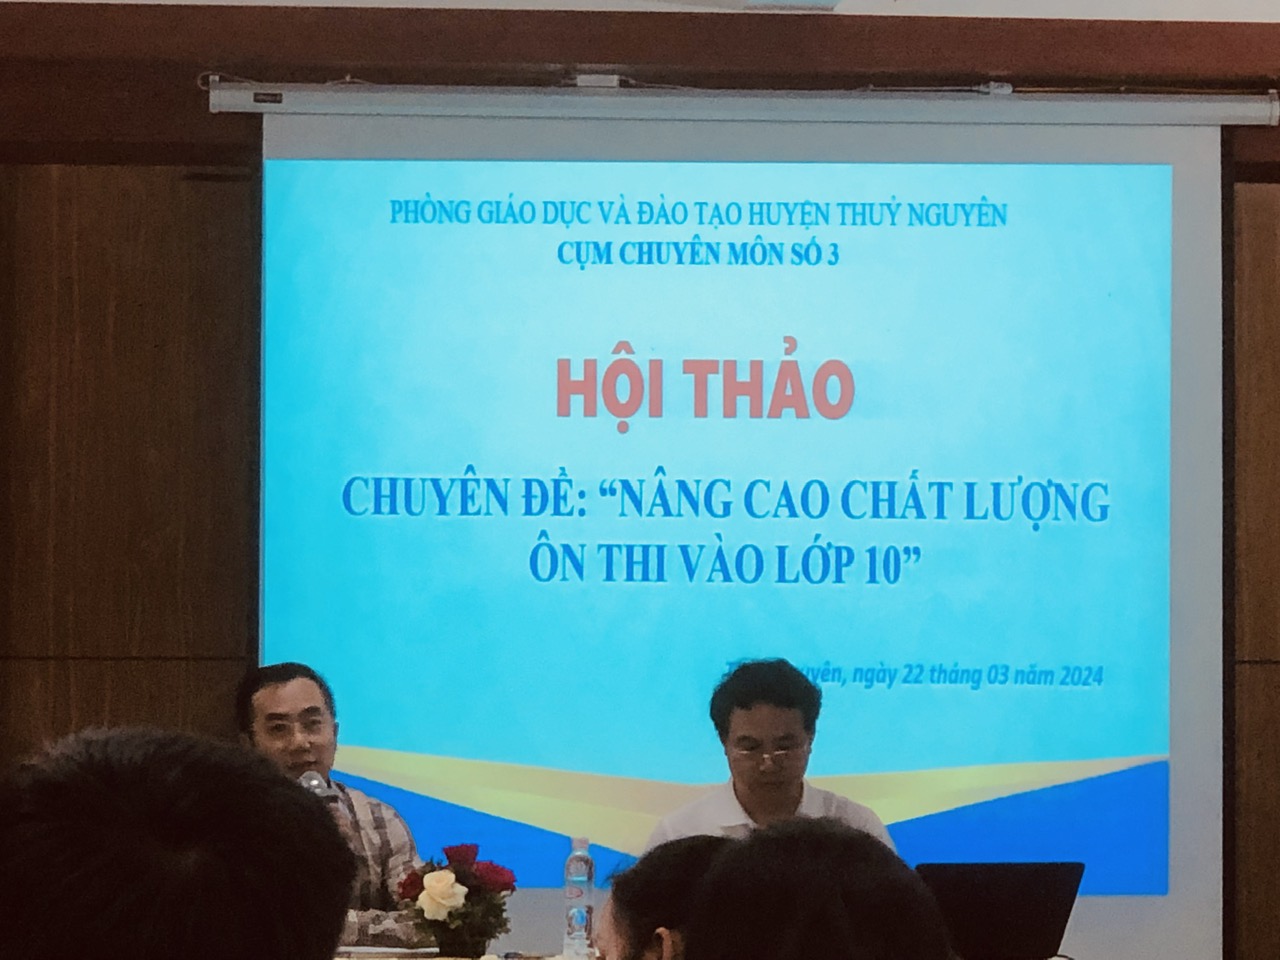 PHÒNG GIÁO DỤC VÀ ĐÀO TẠO HUYỆN THUỶ NGUYÊN
CỤM CHUYÊN MÔN SỐ 3
HỘI THẢO
CHUYÊN ĐỀ: “NÂNG CAO CHẤT LƯỢNG
ÔN THI VÀO LỚP 10”
ngày 22 tháng 03 năm 2024